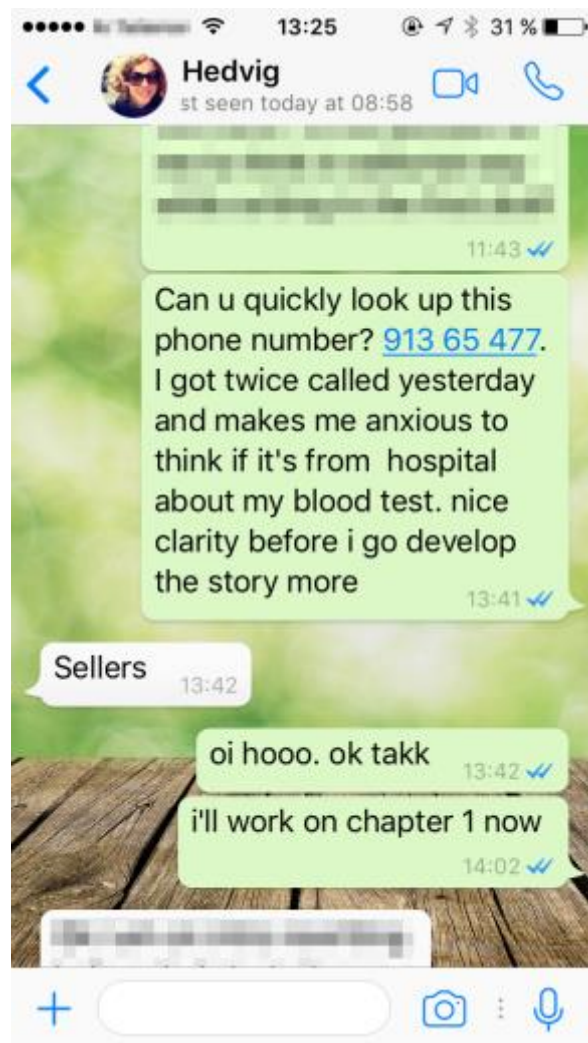 13:25
31 %
Hedvig
st seen today at 08:58
11:43
Can u quickly look up this
phone number? 913 65 477.
I got twice called yesterday
and makes me anxious to
think if it's from hospital
about my blood test. nice
clarity before i go develop
the story more
13:41
Sellers
13:42
oi hooo. ok takk
13:42
i'll work on chapter 1 now
14:02